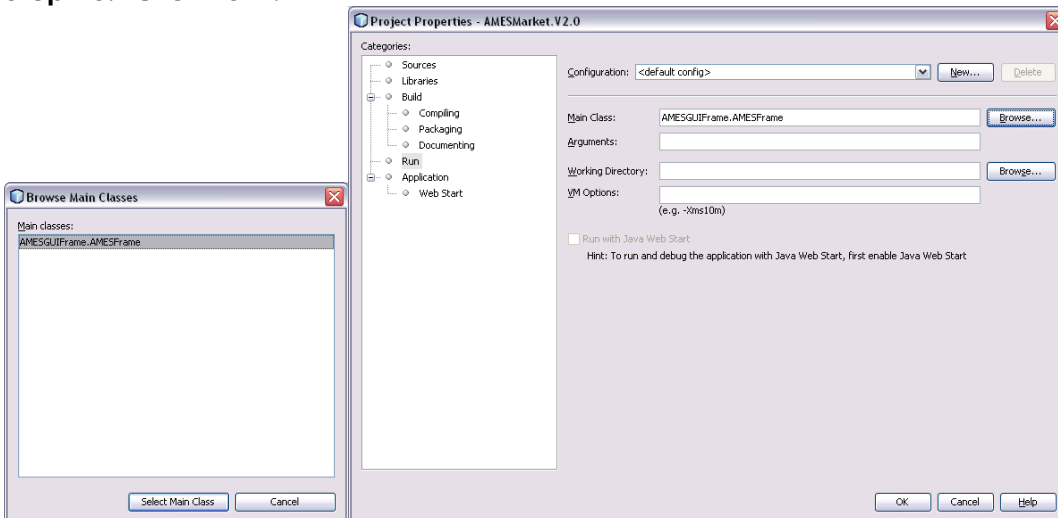 Project Properties - AMESMarket.V2.0
Categories:
Sources
Libraries
Build
Compiling
Packaging
Documenting
Run
Application
Web Start
Configuration: <default config> New... Delete
Main Class: AMESGUIFrame.AMESFrame Browse...
Arguments:
Working Directory: Browse...
VM Options:
(e.g. -Xms10m)
Run with Java Web Start
Hint: To run and debug the application with Java Web Start, first enable Java Web Start
OK Cancel Help
Browse Main Classes
Main classes:
AMESGUIFrame.AMESFrame
Select Main Class Cancel